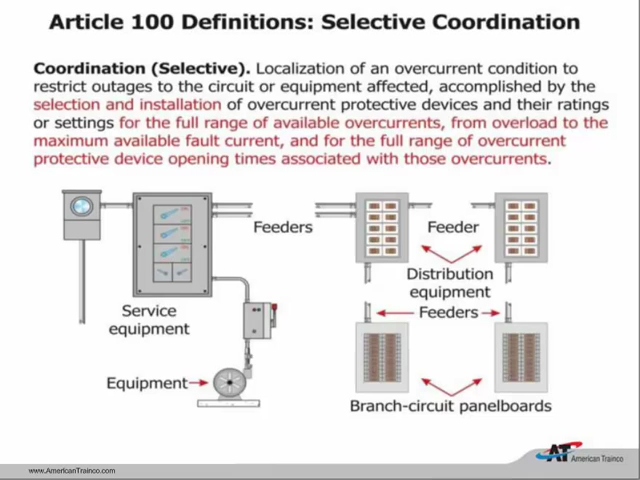 Article 100 Definitions: Selective Coordination
Coordination (Selective). Localization of an overcurrent condition to
restrict outages to the circuit or equipment affected, accomplished by the
selection and installation of overcurrent protective devices and their ratings
or settings for the full range of available overcurrents, from overload to the
maximum available fault current, and for the full range of overcurrent
protective device opening times associated with those overcurrents.
Feeders
Feeder
Distribution
equipment
Service
equipment
Feeders
Equipment
Branch-circuit panelboards
AT American Trainco
www.AmericanTrainco.com